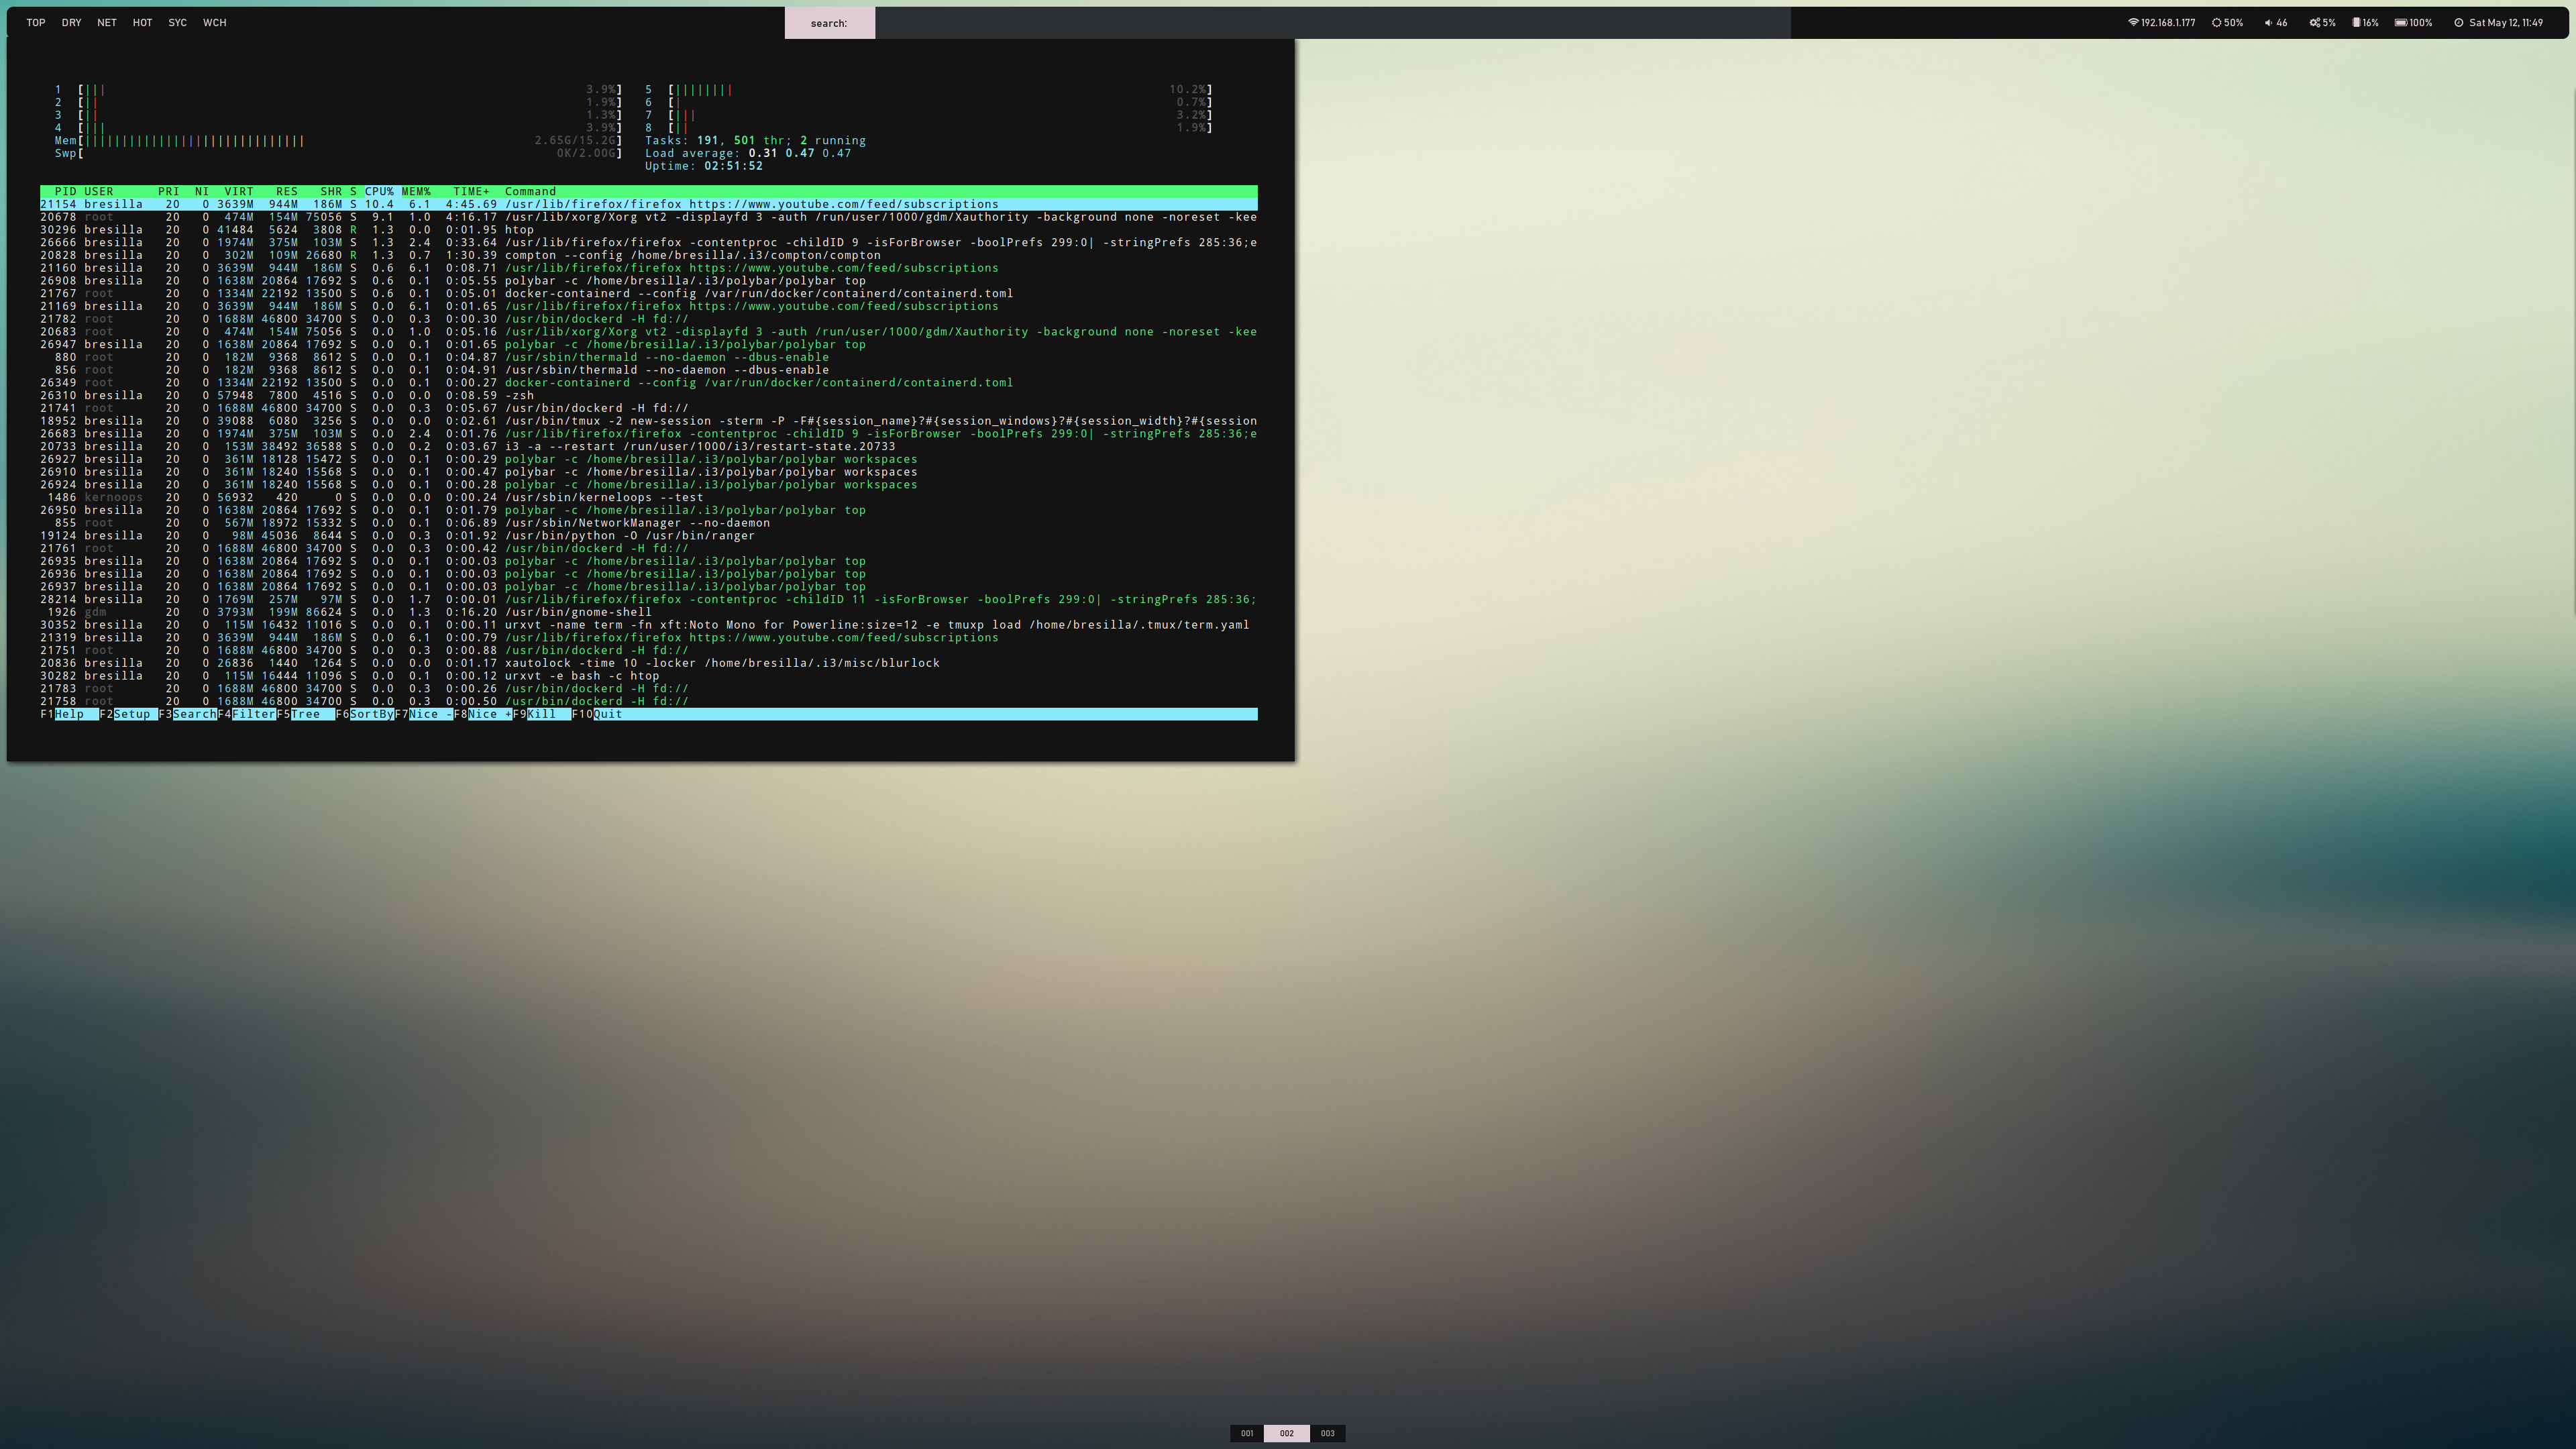 TOP DRY NET HOT SYC WCH search: 192.168.1.177 50% 46 5% 16% 100% Sat May 12, 11:49
1 [||| 3.9%] 5 [|||||||| 10.2%]
2 [|| 1.9%] 6 [| 0.7%]
3 [|| 1.3%] 7 [||| 3.2%]
4 [||| 3.9%] 8 [|| 1.9%]
Mem[|||||||||||||||||||||||||||||| 2.65G/15.2G] Tasks: 191, 501 thr; 2 running
Swp[ 0K/2.00G] Load average: 0.31 0.47 0.47
Uptime: 02:51:52
PID USER PRI NI VIRT RES SHR S CPU% MEM% TIME+ Command
21154 bresilla 20 0 3639M 944M 186M S 10.4 6.1 4:45.69 /usr/lib/firefox/firefox https://www.youtube.com/feed/subscriptions
20678 root 20 0 474M 154M 75056 S 9.1 1.0 4:16.17 /usr/lib/xorg/Xorg vt2 -displayfd 3 -auth /run/user/1000/gdm/Xauthority -background none -noreset -kee
30296 bresilla 20 0 41484 5624 3808 R 1.3 0.0 0:01.95 htop
26666 bresilla 20 0 1974M 375M 103M S 1.3 2.4 0:33.64 /usr/lib/firefox/firefox -contentproc -childID 9 -isForBrowser -boolPrefs 299:0| -stringPrefs 285:36;e
20828 bresilla 20 0 302M 109M 26680 R 1.3 0.7 1:30.39 compton --config /home/bresilla/.i3/compton/compton
21160 bresilla 20 0 3639M 944M 186M S 0.6 6.1 0:08.71 /usr/lib/firefox/firefox https://www.youtube.com/feed/subscriptions
26908 bresilla 20 0 1638M 20864 17692 S 0.6 0.1 0:05.55 polybar -c /home/bresilla/.i3/polybar/polybar top
21767 root 20 0 1334M 22192 13500 S 0.6 0.1 0:05.01 docker-containerd --config /var/run/docker/containerd/containerd.toml
21169 bresilla 20 0 3639M 944M 186M S 0.0 6.1 0:01.65 /usr/lib/firefox/firefox https://www.youtube.com/feed/subscriptions
21782 root 20 0 1688M 46800 34700 S 0.0 0.3 0:00.30 /usr/bin/dockerd -H fd://
20683 root 20 0 474M 154M 75056 S 0.0 1.0 0:05.16 /usr/lib/xorg/Xorg vt2 -displayfd 3 -auth /run/user/1000/gdm/Xauthority -background none -noreset -kee
26947 bresilla 20 0 1638M 20864 17692 S 0.0 0.1 0:01.65 polybar -c /home/bresilla/.i3/polybar/polybar top
880 root 20 0 182M 9368 8612 S 0.0 0.1 0:04.87 /usr/sbin/thermald --no-daemon --dbus-enable
856 root 20 0 182M 9368 8612 S 0.0 0.1 0:04.91 /usr/sbin/thermald --no-daemon --dbus-enable
26349 root 20 0 1334M 22192 13500 S 0.0 0.1 0:00.27 docker-containerd --config /var/run/docker/containerd/containerd.toml
26310 bresilla 20 0 57948 7800 4516 S 0.0 0.0 0:08.59 -zsh
21741 root 20 0 1688M 46800 34700 S 0.0 0.3 0:05.67 /usr/bin/dockerd -H fd://
18952 bresilla 20 0 39088 6080 3256 S 0.0 0.0 0:02.61 /usr/bin/tmux -2 new-session -sterm -P -F#{session_name}?#{session_windows}?#{session_width}?#{session
26683 bresilla 20 0 1974M 375M 103M S 0.0 2.4 0:01.76 /usr/lib/firefox/firefox -contentproc -childID 9 -isForBrowser -boolPrefs 299:0| -stringPrefs 285:36;e
20733 bresilla 20 0 153M 38492 36588 S 0.0 0.2 0:03.67 i3 -a --restart /run/user/1000/i3/restart-state.20733
26927 bresilla 20 0 361M 18128 15472 S 0.0 0.1 0:00.29 polybar -c /home/bresilla/.i3/polybar/polybar workspaces
26910 bresilla 20 0 361M 18240 15568 S 0.0 0.1 0:00.47 polybar -c /home/bresilla/.i3/polybar/polybar workspaces
26924 bresilla 20 0 361M 18240 15568 S 0.0 0.1 0:00.28 polybar -c /home/bresilla/.i3/polybar/polybar workspaces
1486 kernoops 20 0 56932 420 0 S 0.0 0.0 0:00.24 /usr/sbin/kerneloops --test
26950 bresilla 20 0 1638M 20864 17692 S 0.0 0.1 0:01.79 polybar -c /home/bresilla/.i3/polybar/polybar top
855 root 20 0 567M 18972 15332 S 0.0 0.1 0:06.89 /usr/sbin/NetworkManager --no-daemon
19124 bresilla 20 0 98M 45036 8644 S 0.0 0.3 0:01.92 /usr/bin/python -O /usr/bin/ranger
21761 root 20 0 1688M 46800 34700 S 0.0 0.3 0:00.42 /usr/bin/dockerd -H fd://
26935 bresilla 20 0 1638M 20864 17692 S 0.0 0.1 0:00.03 polybar -c /home/bresilla/.i3/polybar/polybar top
26936 bresilla 20 0 1638M 20864 17692 S 0.0 0.1 0:00.03 polybar -c /home/bresilla/.i3/polybar/polybar top
26937 bresilla 20 0 1638M 20864 17692 S 0.0 0.1 0:00.03 polybar -c /home/bresilla/.i3/polybar/polybar top
28214 bresilla 20 0 1769M 257M 97M S 0.0 1.7 0:00.01 /usr/lib/firefox/firefox -contentproc -childID 11 -isForBrowser -boolPrefs 299:0| -stringPrefs 285:36;
1926 gdm 20 0 3793M 199M 86624 S 0.0 1.3 0:16.20 /usr/bin/gnome-shell
30352 bresilla 20 0 115M 16432 11016 S 0.0 0.1 0:00.11 urxvt -name term -fn xft:Noto Mono for Powerline:size=12 -e tmuxp load /home/bresilla/.tmux/term.yaml
21319 bresilla 20 0 3639M 944M 186M S 0.0 6.1 0:00.79 /usr/lib/firefox/firefox https://www.youtube.com/feed/subscriptions
21751 root 20 0 1688M 46800 34700 S 0.0 0.3 0:00.88 /usr/bin/dockerd -H fd://
20836 bresilla 20 0 26836 1440 1264 S 0.0 0.0 0:01.17 xautolock -time 10 -locker /home/bresilla/.i3/misc/blurlock
30282 bresilla 20 0 115M 16444 11096 S 0.0 0.1 0:00.12 urxvt -e bash -c htop
21783 root 20 0 1688M 46800 34700 S 0.0 0.3 0:00.26 /usr/bin/dockerd -H fd://
21758 root 20 0 1688M 46800 34700 S 0.0 0.3 0:00.50 /usr/bin/dockerd -H fd://
F1Help F2Setup F3SearchF4FilterF5Tree F6SortByF7Nice -F8Nice +F9Kill F10Quit
001 002 003